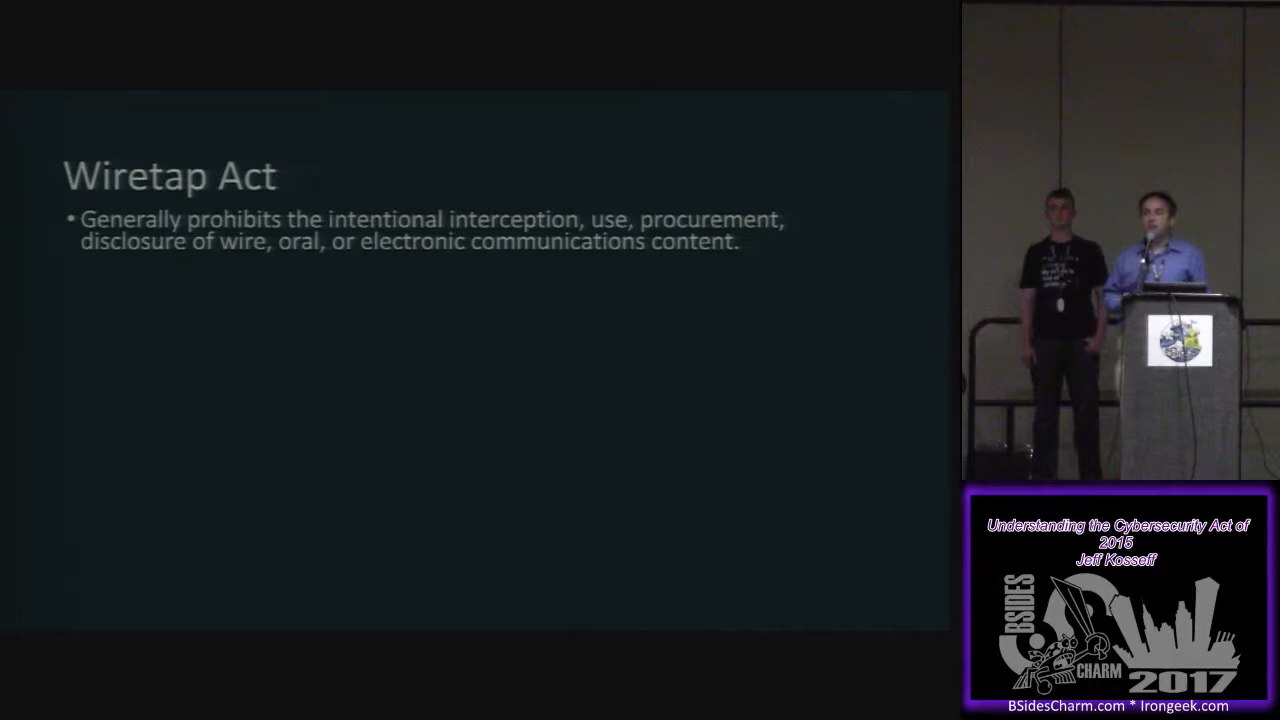 Wiretap Act
• Generally prohibits the intentional interception, use, procurement,
disclosure of wire, oral, or electronic communications content.
Understanding the Cybersecurity Act of
2015
Jeff Kosseff
BSIDES
CHARM
2017
BSidesCharm.com * Irongeek.com